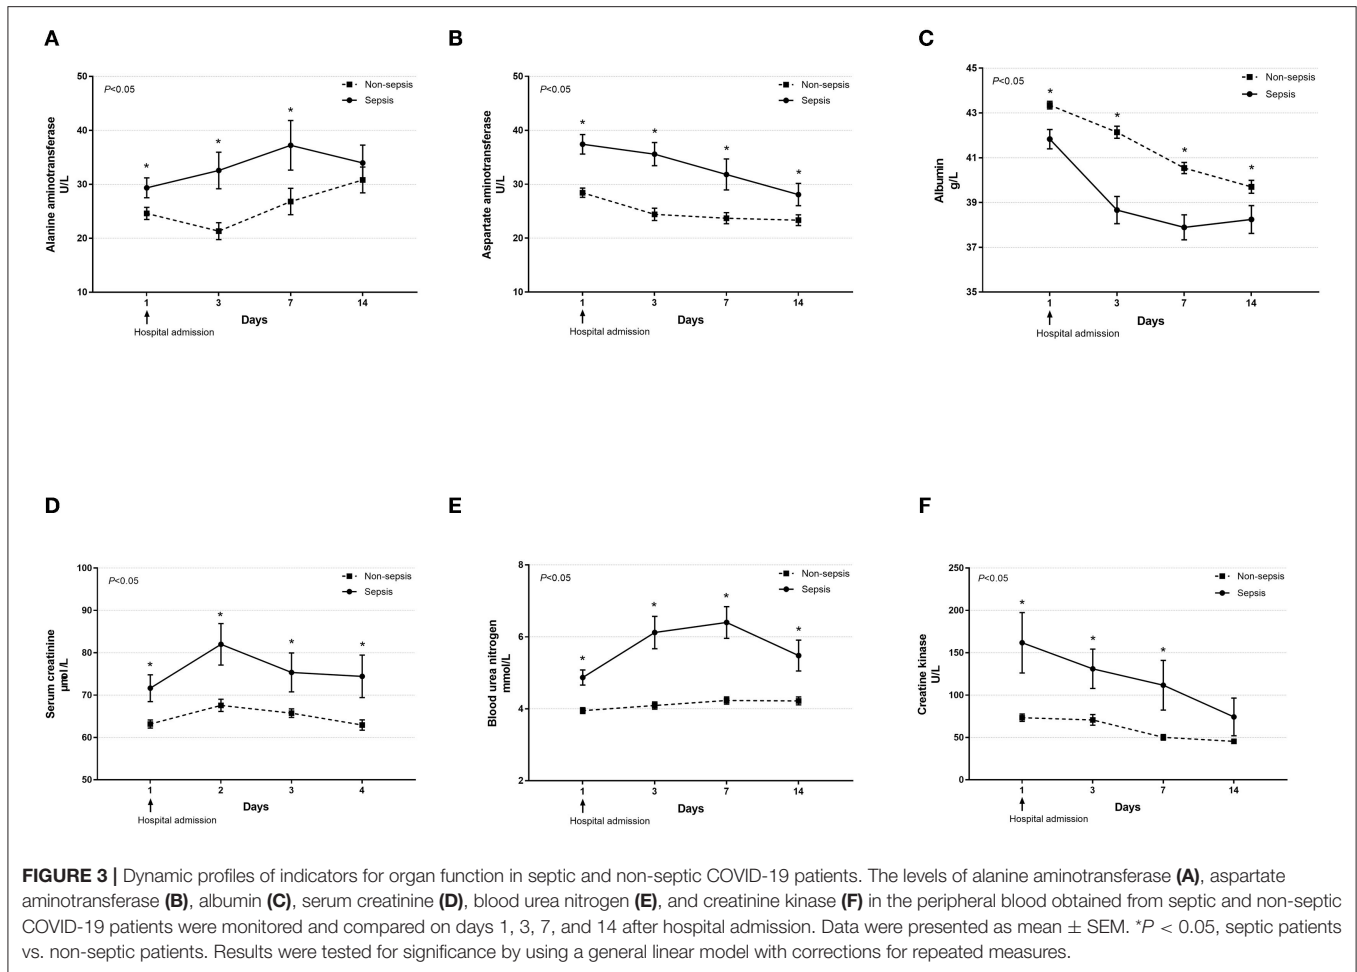 A
Alanine aminotransferase
U/L
P<0.05
Non-sepsis
Sepsis
50
40
30
20
10
*
*
*
1
3
7
14
Days
Hospital admission
B
Aspartate aminotransferase
U/L
P<0.05
Non-sepsis
Sepsis
50
40
30
20
10
*
*
*
*
1
3
7
14
Days
Hospital admission
C
Albumin
g/L
P<0.05
Non-sepsis
Sepsis
45
43
41
39
37
35
*
*
*
*
1
3
7
14
Days
Hospital admission
D
Serum creatinine
μmol/L
P<0.05
Non-sepsis
Sepsis
100
90
80
70
60
50
*
*
*
*
1
2
3
4
Days
Hospital admission
E
Blood urea nitrogen
mmol/L
P<0.05
Non-sepsis
Sepsis
8
6
4
2
*
*
*
*
1
3
7
14
Days
Hospital admission
F
Creatine kinase
U/L
P<0.05
Non-sepsis
Sepsis
250
200
150
100
50
0
*
*
*
1
3
7
14
Days
Hospital admission
FIGURE 3 | Dynamic profiles of indicators for organ function in septic and non-septic COVID-19 patients. The levels of alanine aminotransferase (A), aspartate
aminotransferase (B), albumin (C), serum creatinine (D), blood urea nitrogen (E), and creatinine kinase (F) in the peripheral blood obtained from septic and non-septic
COVID-19 patients were monitored and compared on days 1, 3, 7, and 14 after hospital admission. Data were presented as mean ± SEM. *P < 0.05, septic patients
vs. non-septic patients. Results were tested for significance by using a general linear model with corrections for repeated measures.